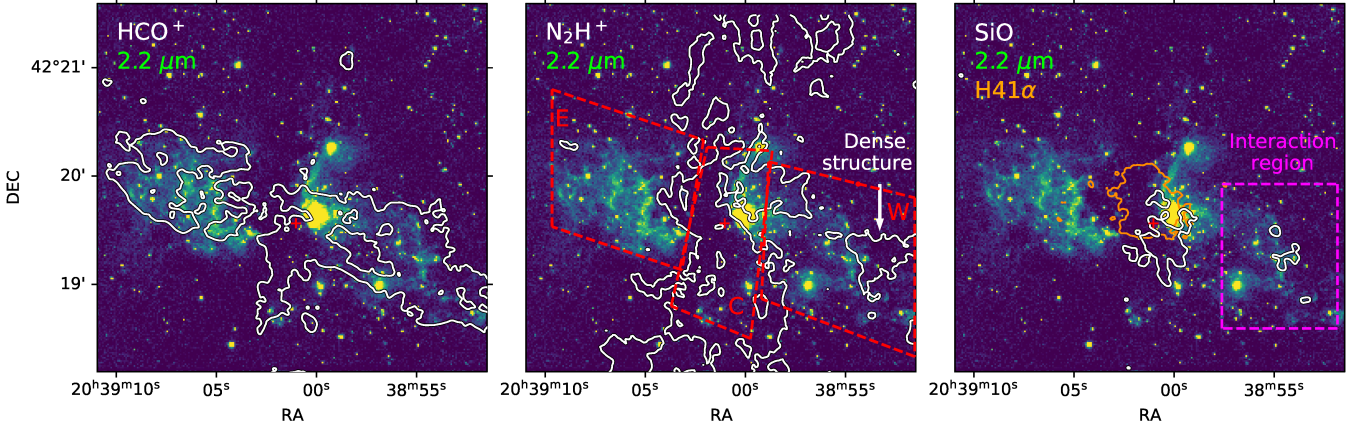 HCO⁺
2.2 μm
N₂H⁺
2.2 μm
SiO
2.2 μm
H41α
E
C
W
Dense
structure
Interaction
region
DEC
42°21'
20'
19'
20ʰ39ᵐ10ˢ
05ˢ
00ˢ
38ᵐ55ˢ
RA
20ʰ39ᵐ10ˢ
05ˢ
00ˢ
38ᵐ55ˢ
RA
20ʰ39ᵐ10ˢ
05ˢ
00ˢ
38ᵐ55ˢ
RA